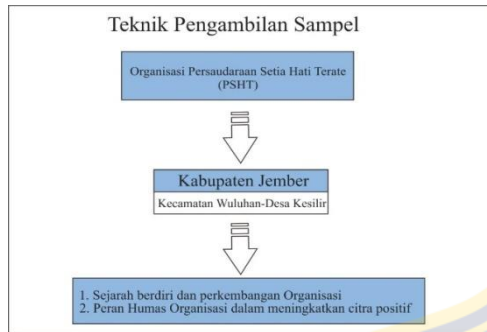 Teknik Pengambilan Sampel
Organisasi Persaudaraan Setia Hati Terate
(PSHT)
Kabupaten Jember
Kecamatan Wuluhan-Desa Kesilir
1. Sejarah berdiri dan perkembangan Organisasi
2. Peran Humas Organisasi dalam meningkatkan citra positif